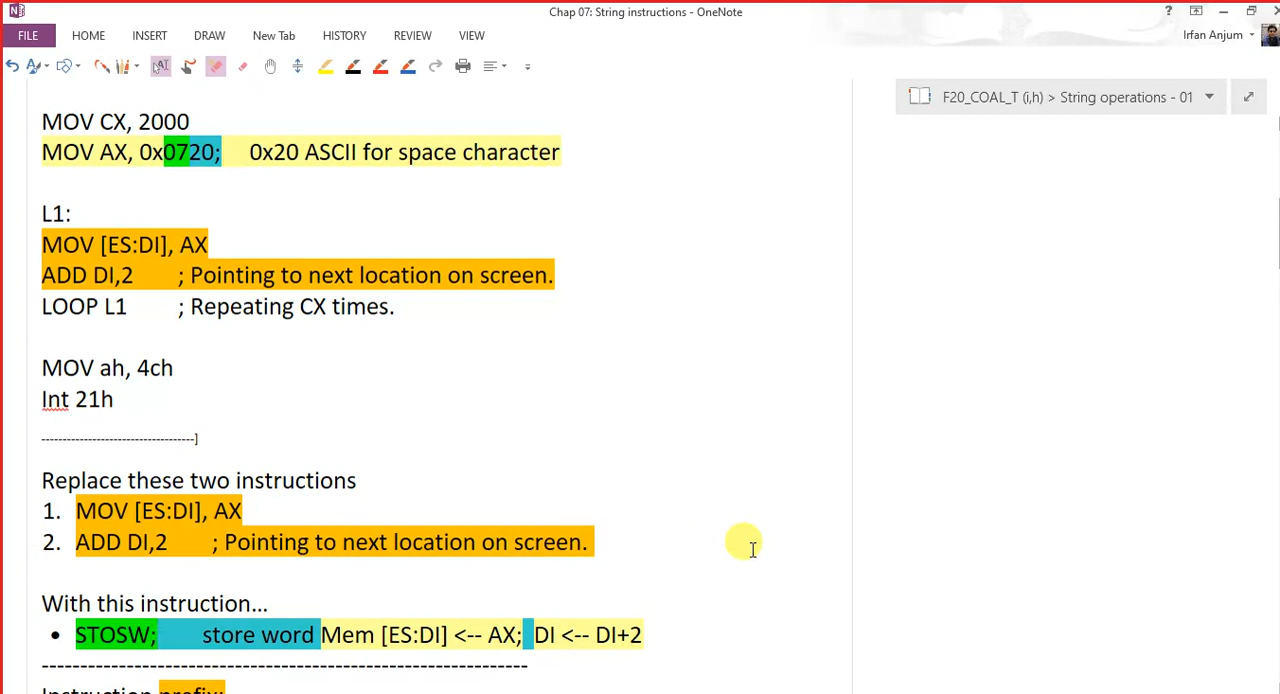 Chap 07: String instructions - OneNote
?
FILE HOME INSERT DRAW New Tab HISTORY REVIEW VIEW
Irfan Anjum
F20_COAL_T (i,h) > String operations - 01
MOV CX, 2000
MOV AX, 0x0720; 0x20 ASCII for space character
L1:
MOV [ES:DI], AX
ADD DI,2 ; Pointing to next location on screen.
LOOP L1 ; Repeating CX times.
MOV ah, 4ch
Int 21h
-----------------------------------]
Replace these two instructions
1. MOV [ES:DI], AX
2. ADD DI,2 ; Pointing to next location on screen.
With this instruction...
• STOSW; store word Mem [ES:DI] <-- AX; DI <-- DI+2
------------------------------------------------------------
Instruction prefix: